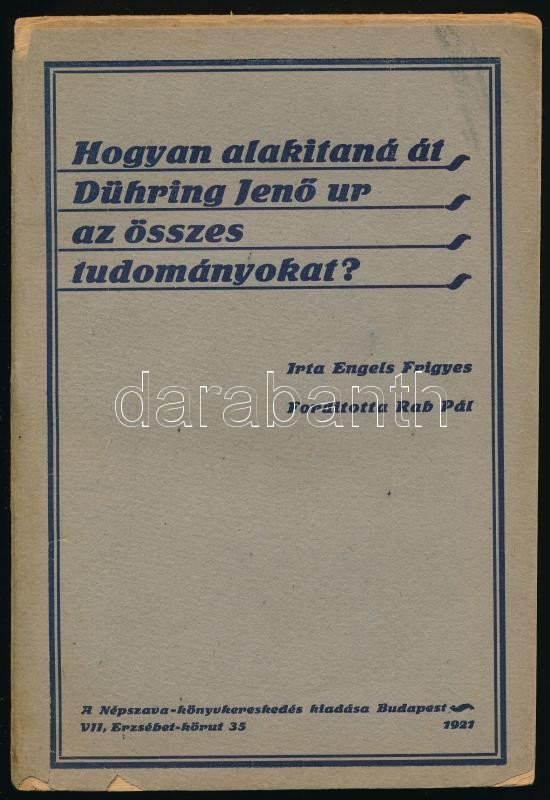 Hogyan alakitaná át
Dühring Jenő ur
az összes
tudományokat?
Irta Engels Frigyes
darabanth
Forditotta Rab Pál
A Népszava-könyvkereskedés kiadása Budapest
VII, Erzsébet-körut 35 1921